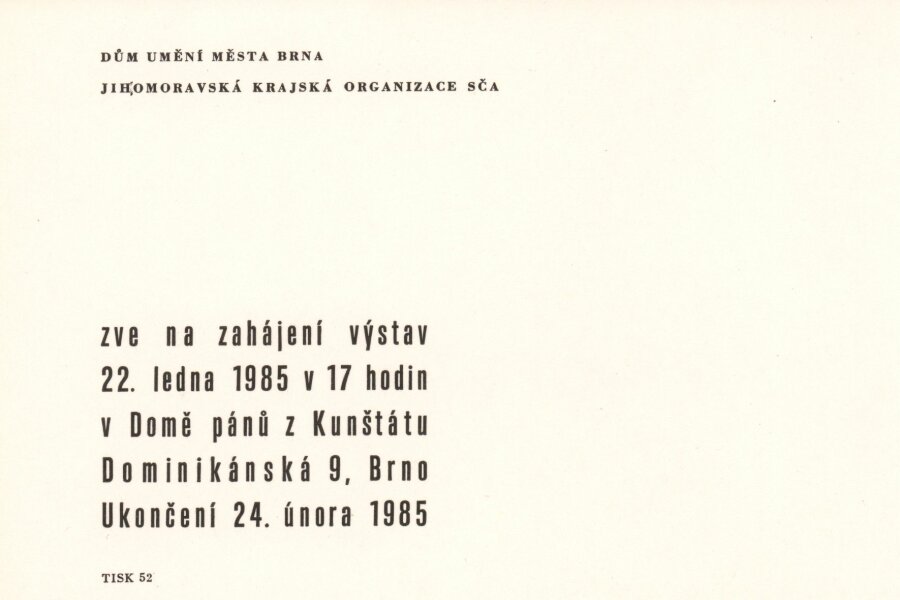 DŮM UMĚNÍ MĚSTA BRNA
JIHOMORAVSKÁ KRAJSKÁ ORGANIZACE SČA
zve na zahájení výstav
22. ledna 1985 v 17 hodin
v Domě pánů z Kunštátu
Dominikánská 9, Brno
Ukončení 24. února 1985
TISK 52